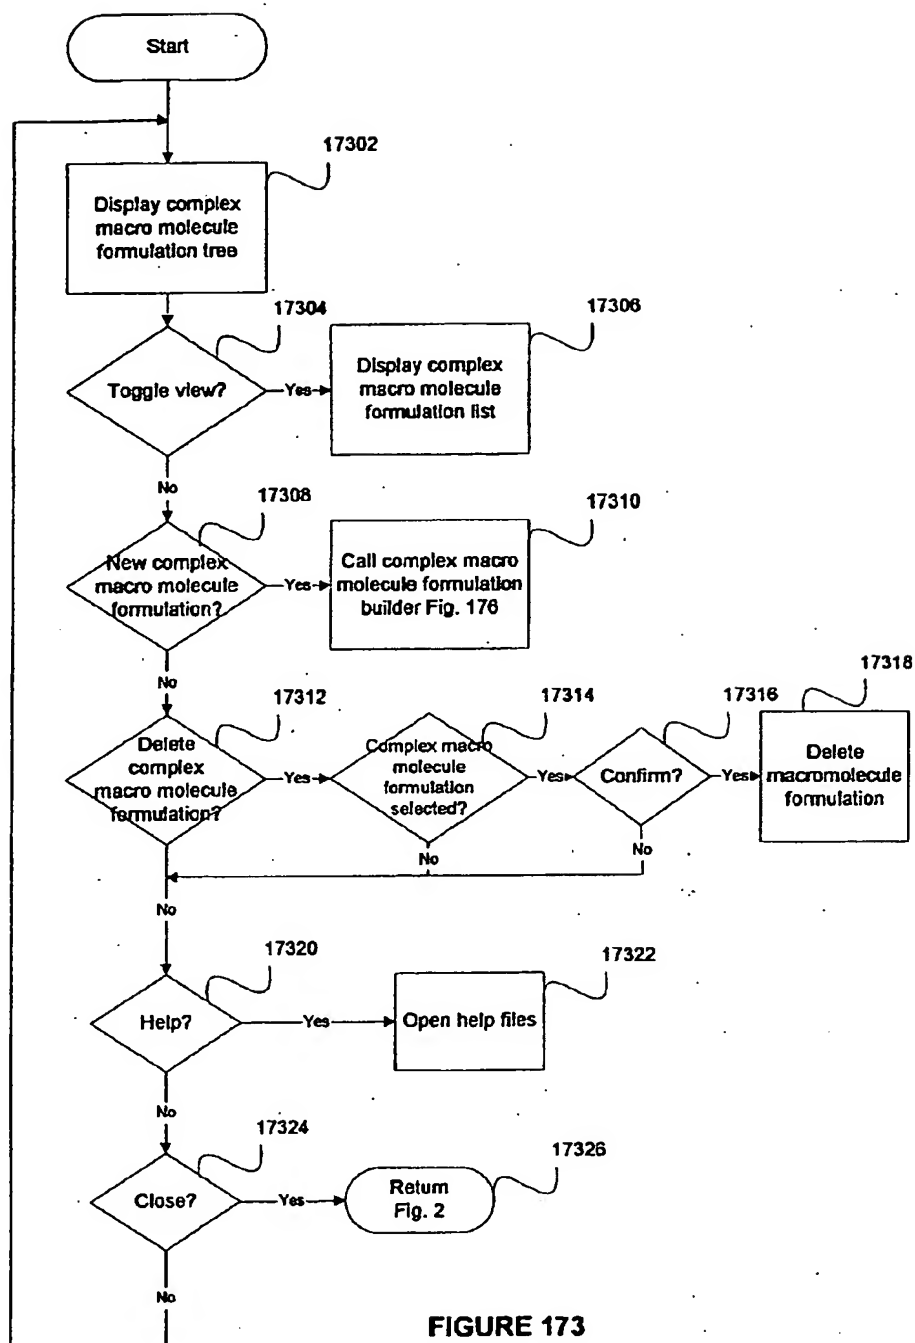 Start
17302
Display complex
macro molecule
formulation tree
17304
Toggle view?
Yes
17306
Display complex
macro molecule
formulation list
No
17308
New complex
macro molecule
formulation?
Yes
17310
Call complex macro
molecule formulation
builder Fig. 176
No
17312
Delete
complex
macro molecule
formulation?
Yes
17314
Complex macro
molecule
formulation
selected?
Yes
17316
Confirm?
Yes
17318
Delete
macromolecule
formulation
No
No
No
17320
Help?
Yes
17322
Open help files
No
17324
Close?
Yes
17326
Return
Fig. 2
No
FIGURE 173